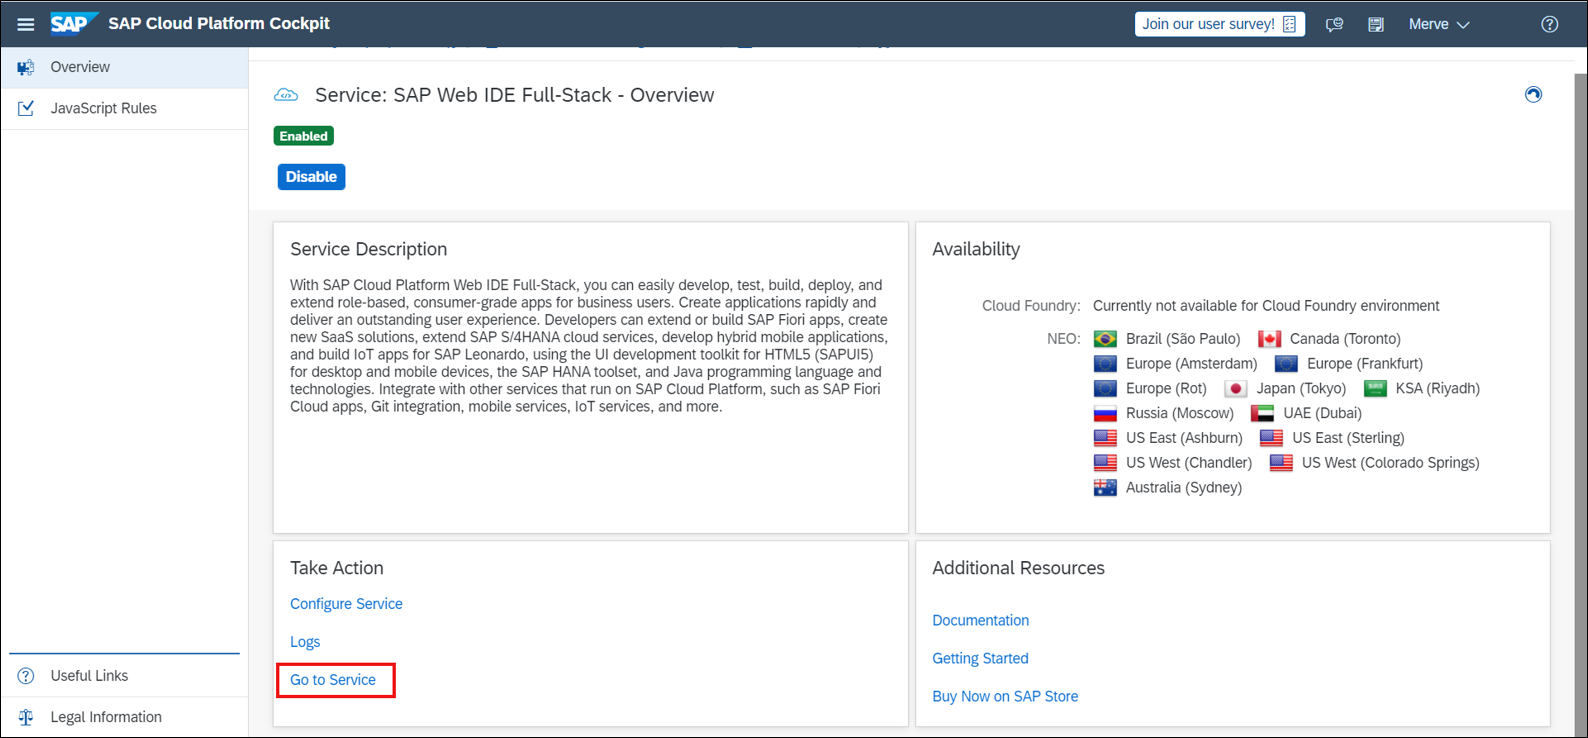 SAP SAP Cloud Platform Cockpit
Join our user survey!
Merve
Overview
JavaScript Rules
Service: SAP Web IDE Full-Stack - Overview
Enabled
Disable
Service Description
With SAP Cloud Platform Web IDE Full-Stack, you can easily develop, test, build, deploy, and
extend role-based, consumer-grade apps for business users. Create applications rapidly and
deliver an outstanding user experience. Developers can extend or build SAP Fiori apps, create
new SaaS solutions, extend SAP S/4HANA cloud services, develop hybrid mobile applications,
and build IoT apps for SAP Leonardo, using the UI development toolkit for HTML5 (SAPUI5)
for desktop and mobile devices, the SAP HANA toolset, and Java programming language and
technologies. Integrate with other services that run on SAP Cloud Platform, such as SAP Fiori
Cloud apps, Git integration, mobile services, IoT services, and more.
Availability
Cloud Foundry: Currently not available for Cloud Foundry environment
NEO: Brazil (São Paulo) Canada (Toronto)
Europe (Amsterdam) Europe (Frankfurt)
Europe (Rot) Japan (Tokyo) KSA (Riyadh)
Russia (Moscow) UAE (Dubai)
US East (Ashburn) US East (Sterling)
US West (Chandler) US West (Colorado Springs)
Australia (Sydney)
Take Action
Configure Service
Logs
Go to Service
Additional Resources
Documentation
Getting Started
Buy Now on SAP Store
Useful Links
Legal Information